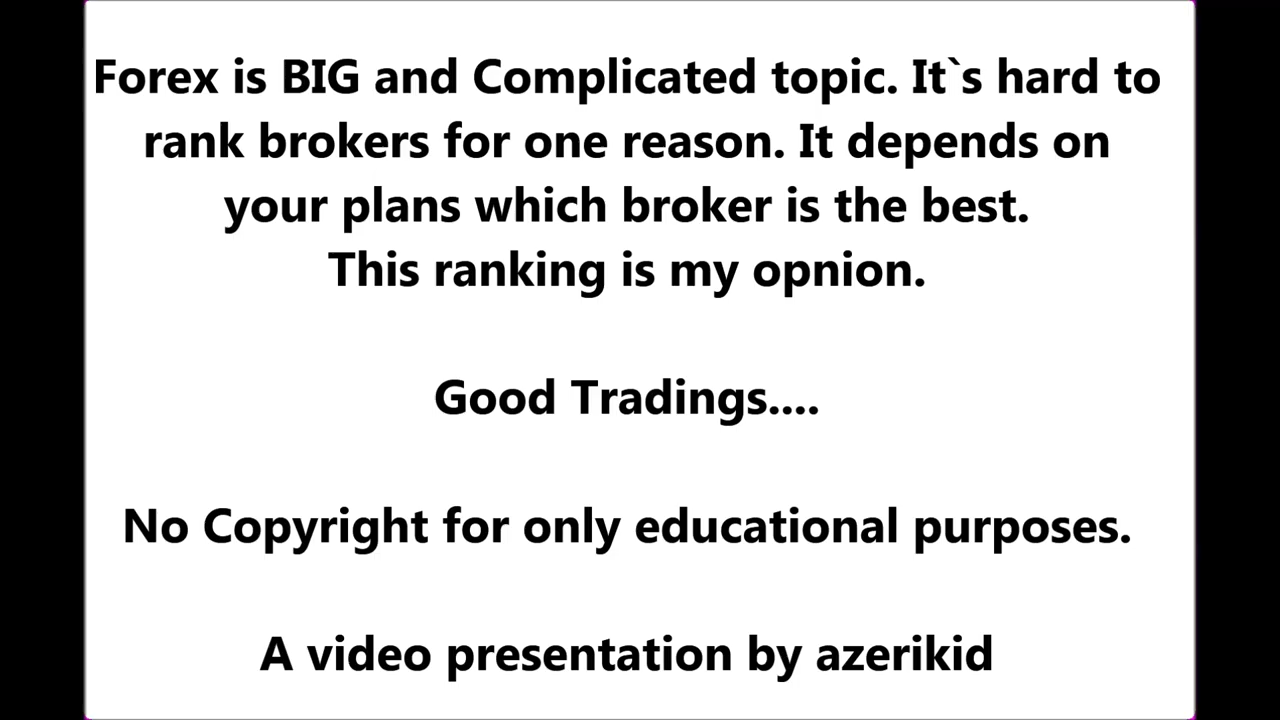 Forex is BIG and Complicated topic. It`s hard to
rank brokers for one reason. It depends on
your plans which broker is the best.
This ranking is my opnion.
Good Tradings....
No Copyright for only educational purposes.
A video presentation by azerikid